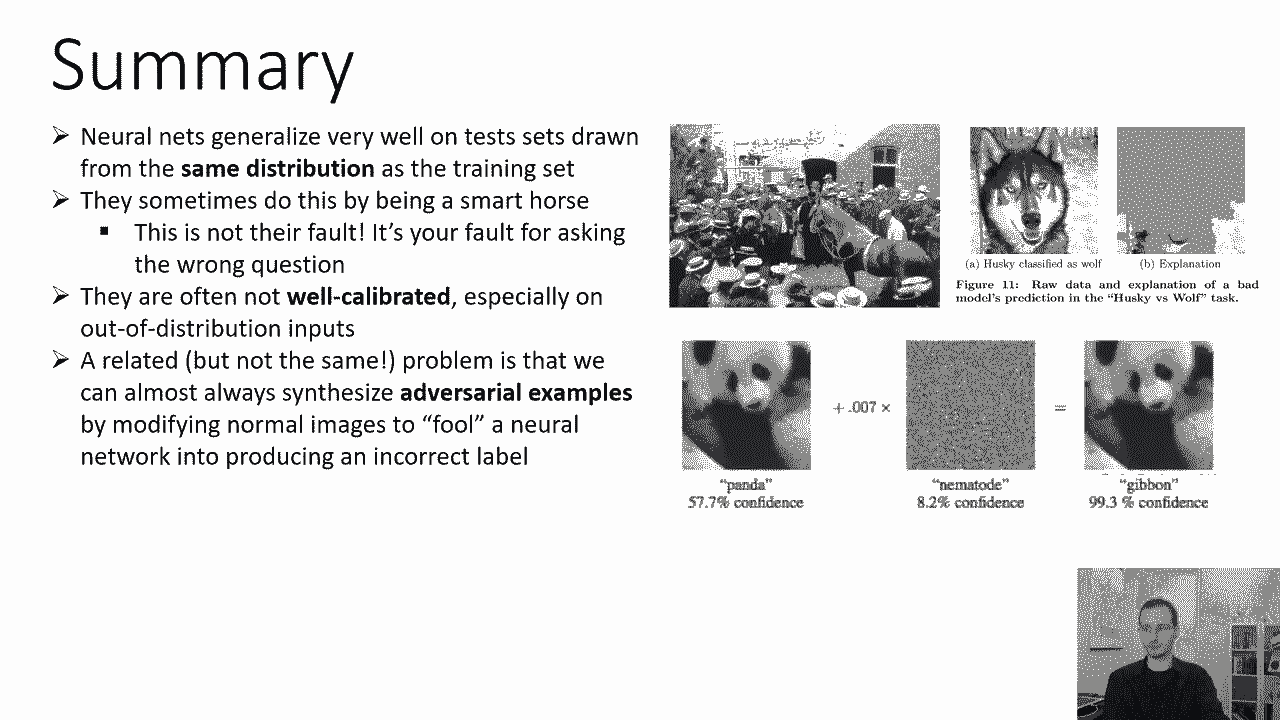 Summary
➢ Neural nets generalize very well on tests sets drawn
from the same distribution as the training set
➢ They sometimes do this by being a smart horse
▪ This is not their fault! It’s your fault for asking
the wrong question
➢ They are often not well-calibrated, especially on
out-of-distribution inputs
➢ A related (but not the same!) problem is that we
can almost always synthesize adversarial examples
by modifying normal images to “fool” a neural
network into producing an incorrect label
(a) Husky classified as wolf
(b) Explanation
Figure 11: Raw data and explanation of a bad
model’s prediction in the “Husky vs Wolf” task.
+ .007 ×
=
“panda”
57.7% confidence
“nematode”
8.2% confidence
“gibbon”
99.3 % confidence